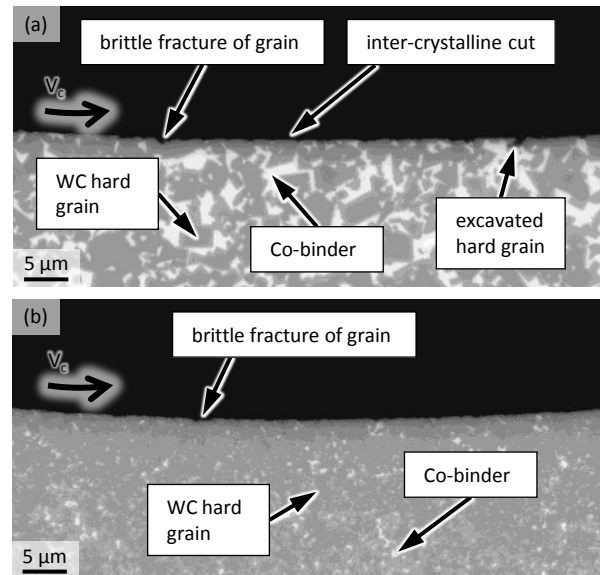 (a)
brittle fracture of grain
inter-crystalline cut
Vc
WC hard
grain
Co-binder
excavated
hard grain
5 µm
(b)
brittle fracture of grain
Vc
WC hard
grain
Co-binder
5 µm